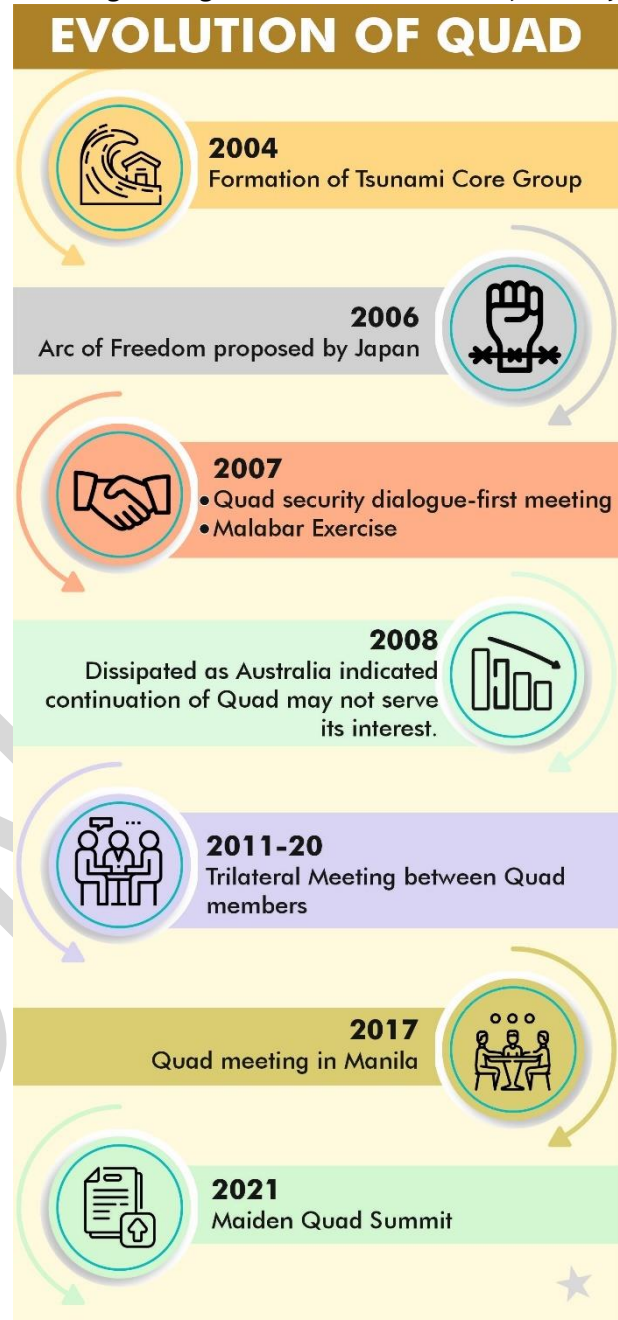 EVOLUTION OF QUAD
2004
Formation of Tsunami Core Group
2006
Arc of Freedom proposed by Japan
2007
•Quad security dialogue-first meeting
•Malabar Exercise
2008
Dissipated as Australia indicated
continuation of Quad may not serve
its interest.
2011-20
Trilateral Meeting between Quad
members
2017
Quad meeting in Manila
2021
Maiden Quad Summit